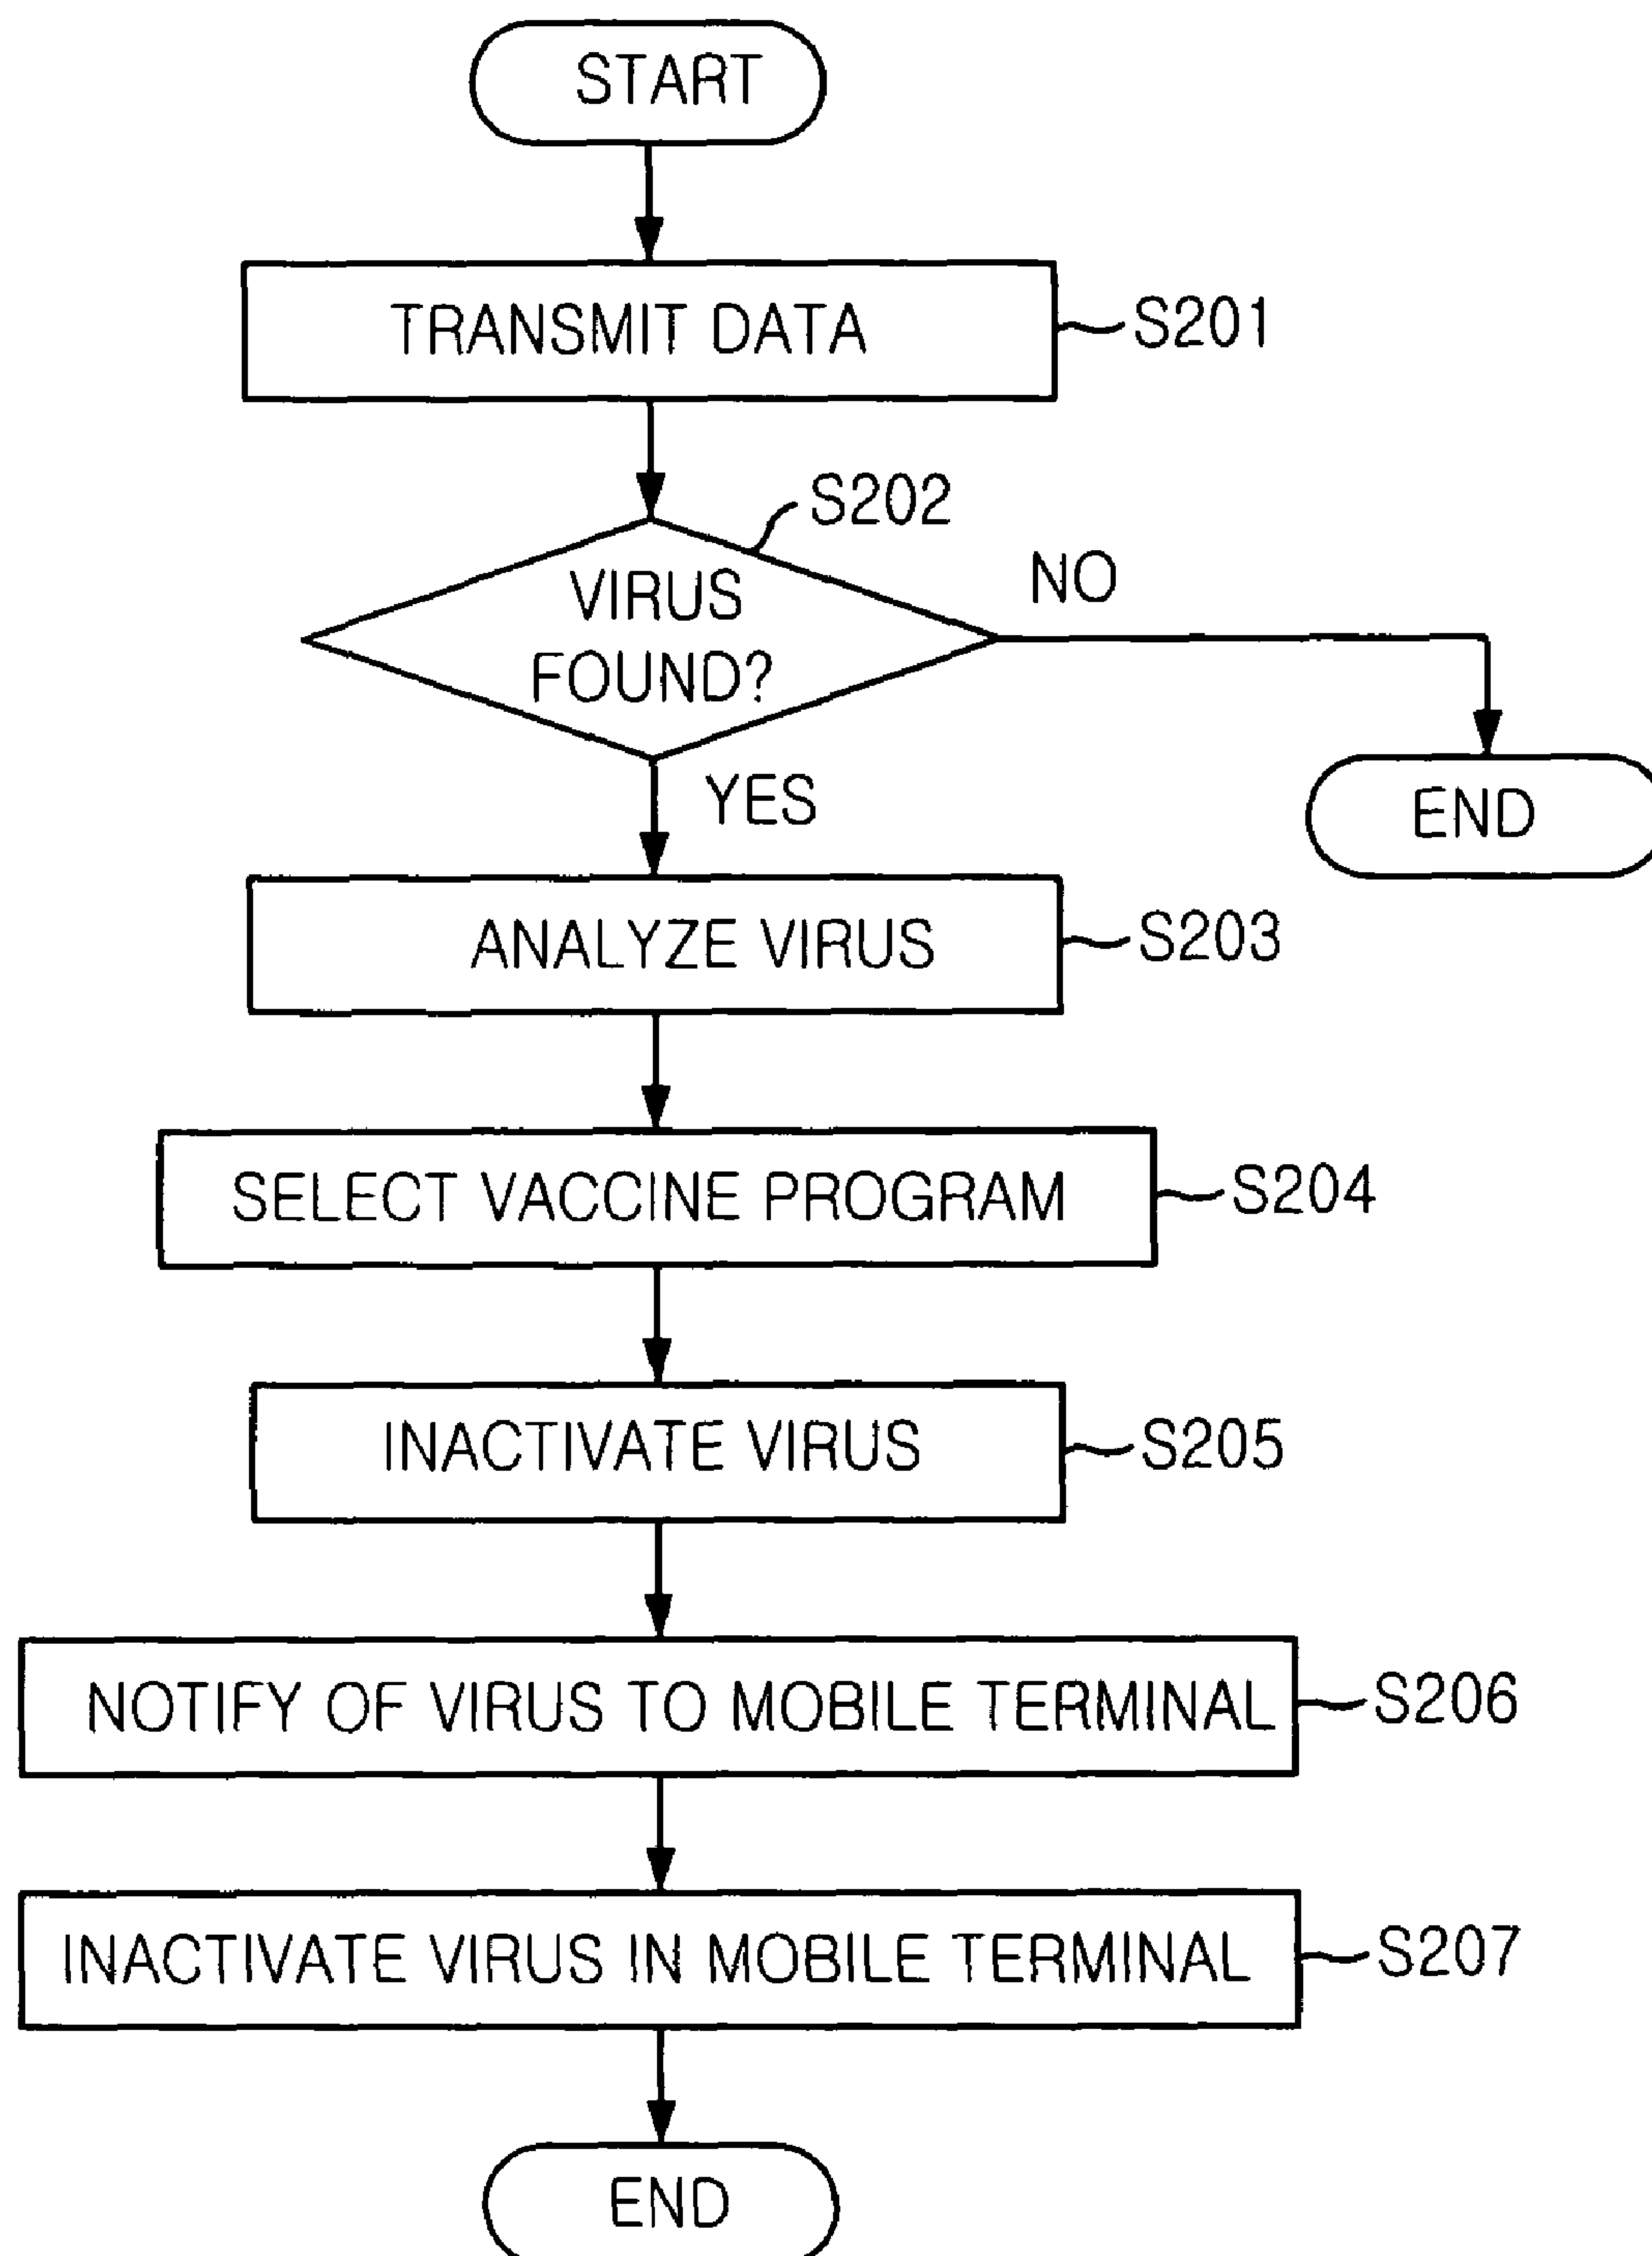 START
TRANSMIT DATA
S201
S202
VIRUS
FOUND?
NO
YES
END
ANALYZE VIRUS
S203
SELECT VACCINE PROGRAM
S204
INACTIVATE VIRUS
S205
NOTIFY OF VIRUS TO MOBILE TERMINAL
S206
INACTIVATE VIRUS IN MOBILE TERMINAL
S207
END